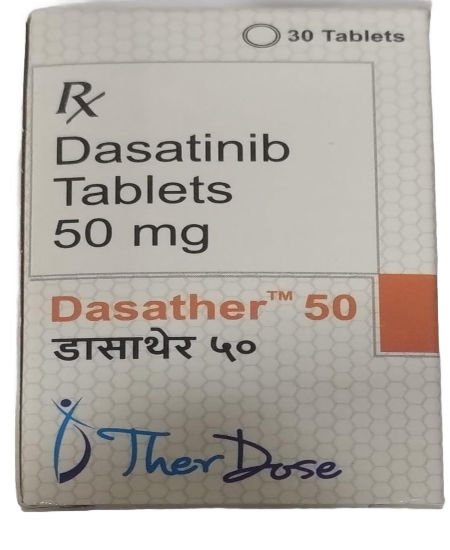 30 Tablets
Rx
Dasatinib
Tablets
50 mg
Dasather™ 50
डासाथेर ५०
TherDose